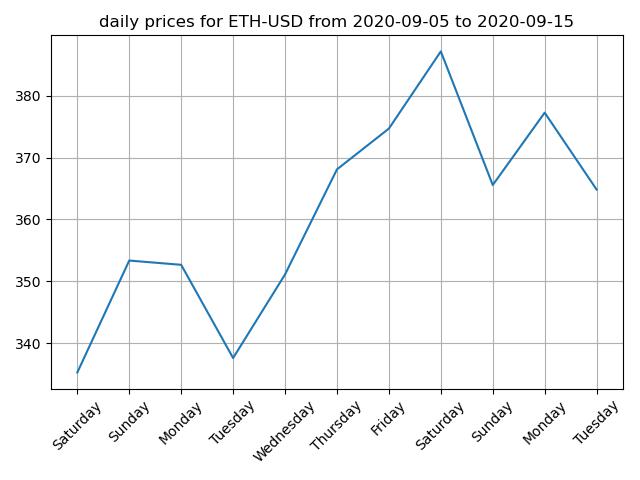 daily prices for ETH-USD from 2020-09-05 to 2020-09-15
380
370
360
350
340
Saturday
Sunday
Monday
Tuesday
Wednesday
Thursday
Friday
Saturday
Sunday
Monday
Tuesday